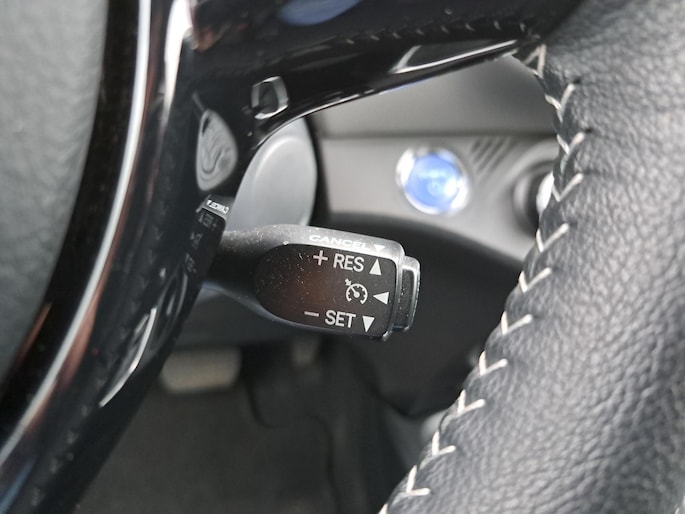 CANCEL ▼
+ RES ▲
◄
− SET ▼